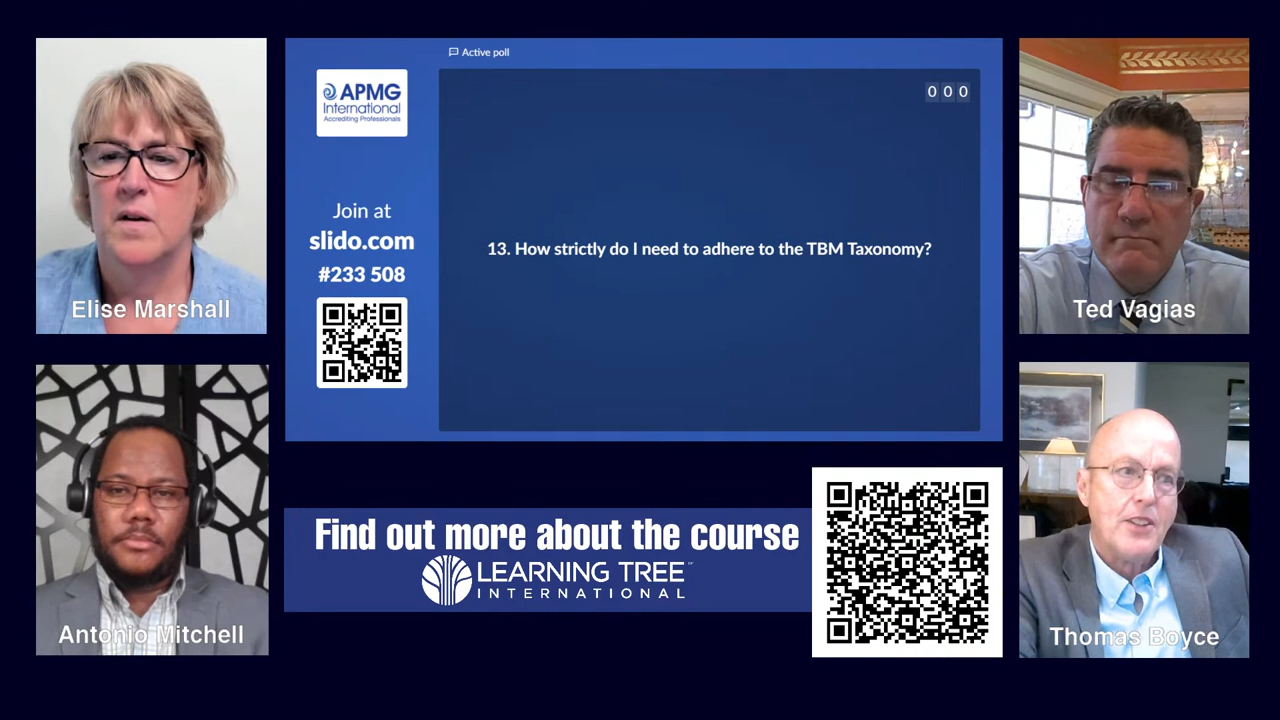 Active poll
APMG
International
Accrediting Professionals
0 0 0
Join at
slido.com
#233 508
13. How strictly do I need to adhere to the TBM Taxonomy?
Elise Marshall
Ted Vagias
Antonio Mitchell
Thomas Boyce
Find out more about the course
LEARNING TREE
INTERNATIONAL